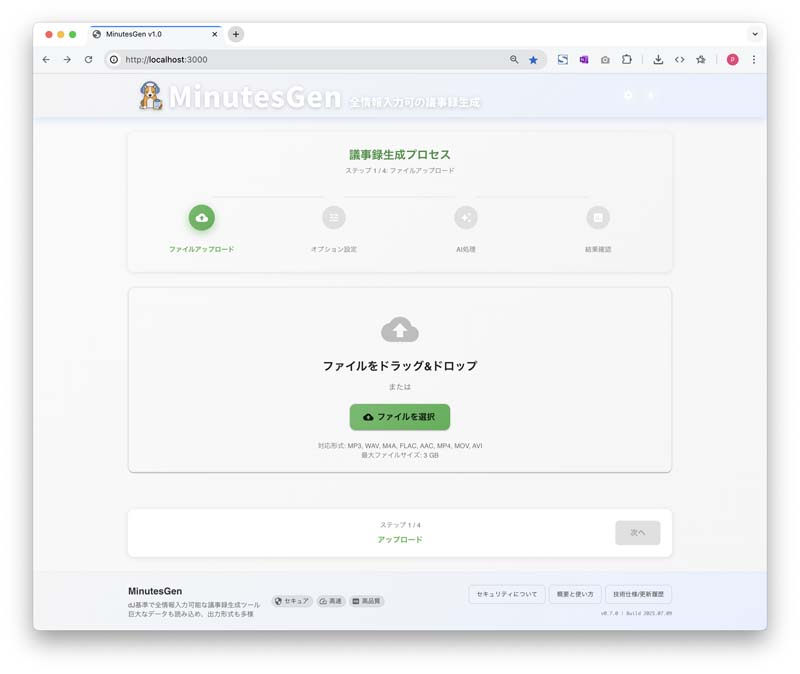 MinutesGen v1.0
http://localhost:3000
MinutesGen 全情報入力可の議事録生成
議事録生成プロセス
ステップ 1 / 4: ファイルアップロード
ファイルアップロード
オプション設定
AI処理
結果確認
ファイルをドラッグ&ドロップ
または
ファイルを選択
対応形式: MP3, WAV, M4A, FLAC, AAC, MP4, MOV, AVI
最大ファイルサイズ: 3 GB
ステップ 1 / 4
アップロード
次へ
MinutesGen
dJ基準で全情報入力可能な議事録生成ツール
巨大なデータも読み込め、出力形式も多様
セキュア
高速
高品質
セキュリティについて
概要と使い方
技術仕様/更新履歴
v0.7.0 | Build 2025.07.09